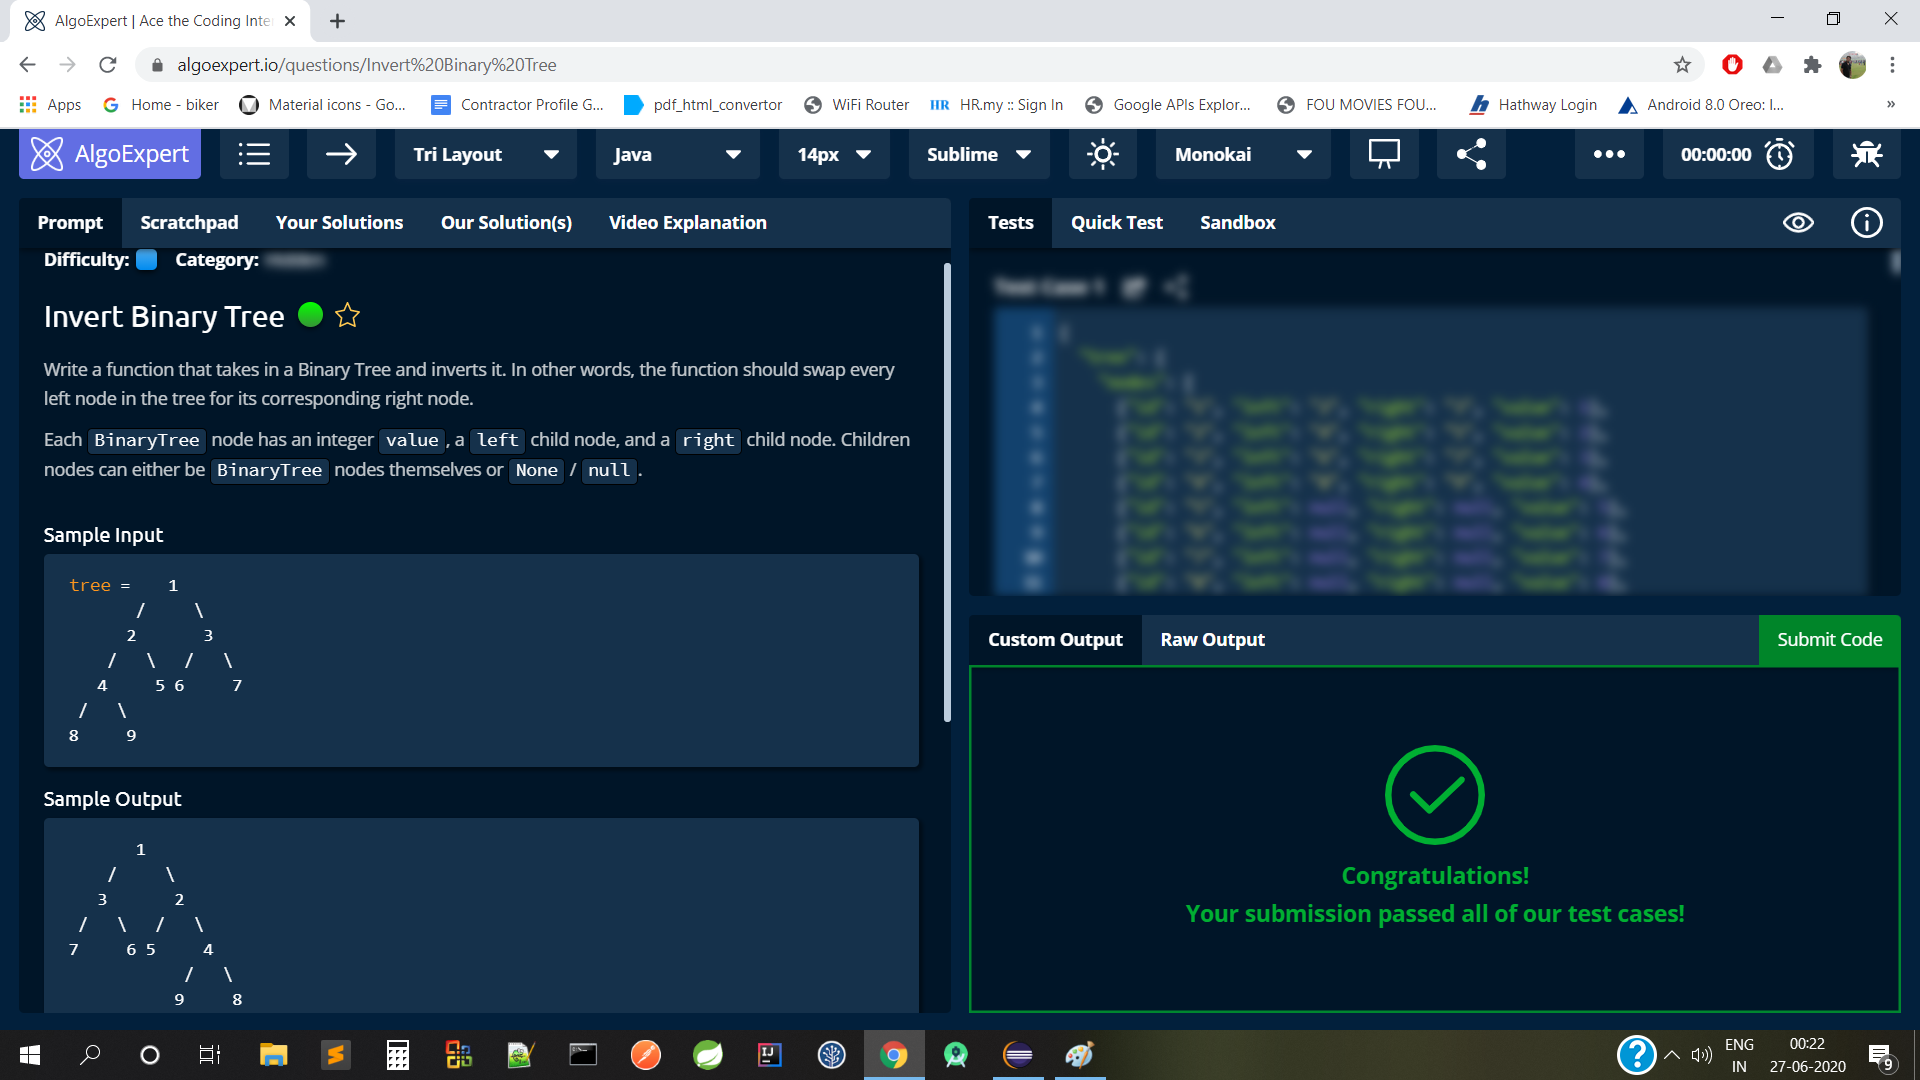 AlgoExpert | Ace the Coding Inte
algoexpert.io/questions/Invert%20Binary%20Tree
Apps Home - biker Material icons - Go... Contractor Profile G... pdf_html_convertor WiFi Router HR HR.my :: Sign In Google APIs Explor... FOU MOVIES FOU... Hathway Login Android 8.0 Oreo: I... »
AlgoExpert Tri Layout Java 14px Sublime Monokai 00:00:00
Prompt Scratchpad Your Solutions Our Solution(s) Video Explanation
Difficulty: Category:
Invert Binary Tree
Write a function that takes in a Binary Tree and inverts it. In other words, the function should swap every
left node in the tree for its corresponding right node.
Each BinaryTree node has an integer value, a left child node, and a right child node. Children
nodes can either be BinaryTree nodes themselves or None / null.
Sample Input
tree = 1
/ \
2 3
/ \ / \
4 5 6 7
/ \
8 9
Sample Output
1
/ \
3 2
/ \ / \
7 6 5 4
/ \
9 8
Tests Quick Test Sandbox
Test Case 1
Custom Output Raw Output Submit Code
Congratulations!
Your submission passed all of our test cases!
ENG
IN
00:22
27-06-2020
9